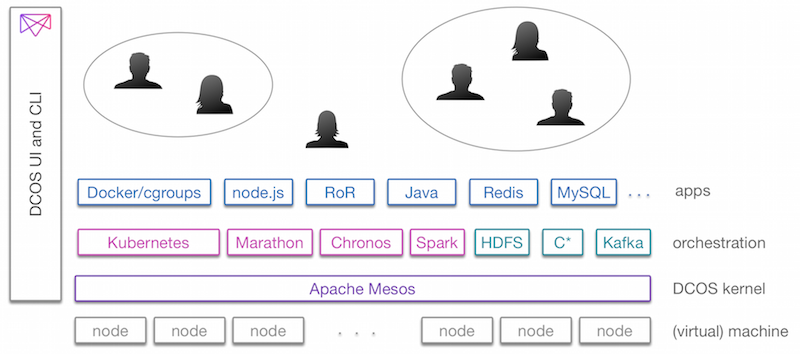 DCOS UI and CLI
Docker/cgroups node.js RoR Java Redis MySQL ... apps
Kubernetes Marathon Chronos Spark HDFS C* Kafka orchestration
Apache Mesos DCOS kernel
node node node ... node node node (virtual) machine